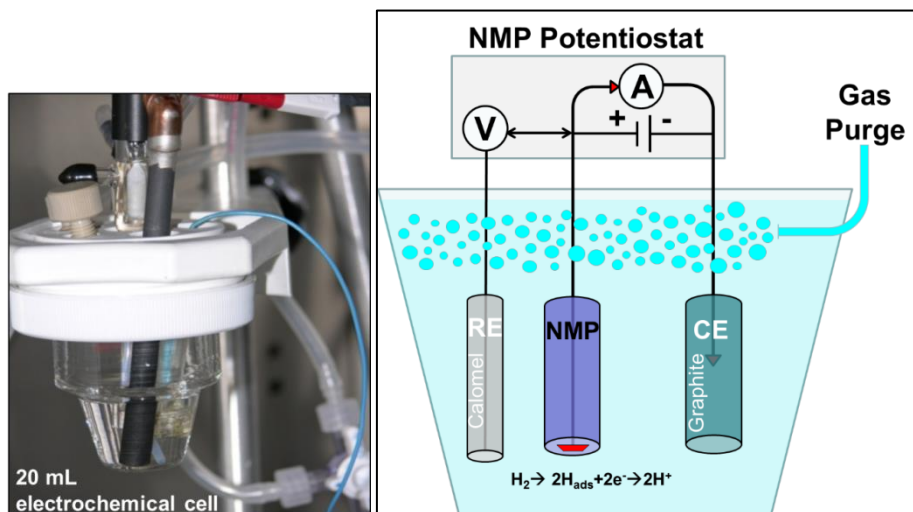 20 mL
electrochemical cell
NMP Potentiostat
A
V
+ -
Gas
Purge
RE
Calomel
NMP
CE
Graphite
H₂→ 2Hₐds+2e⁻→2H⁺